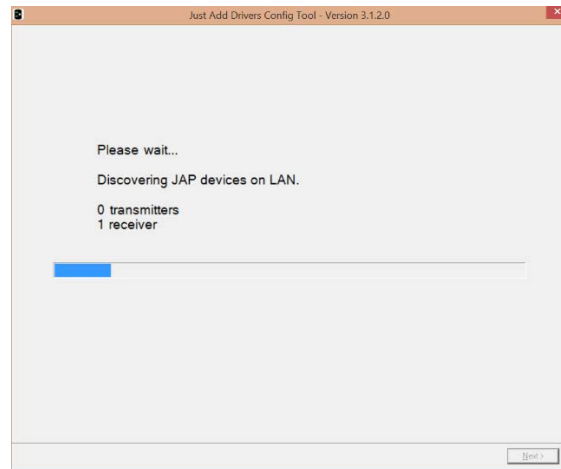 Just Add Drivers Config Tool - Version 3.1.2.0
Please wait...
Discovering JAP devices on LAN.
0 transmitters
1 receiver
Next >